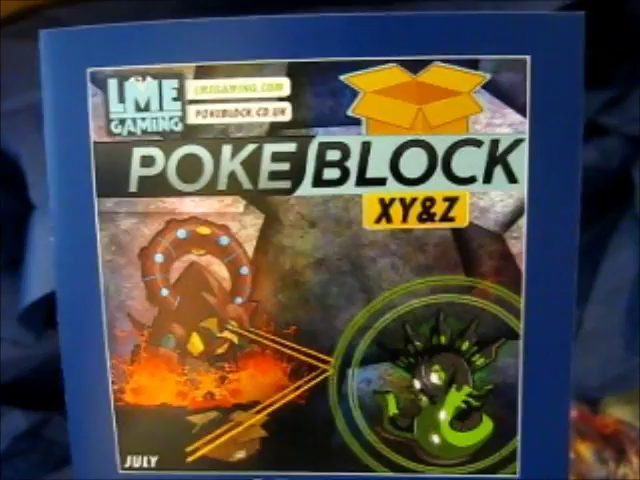 LME
GAMING
LMEGAMING.COM
POKEBLOCK.CO.UK
POKE/BLOCK
XY&Z
JULY